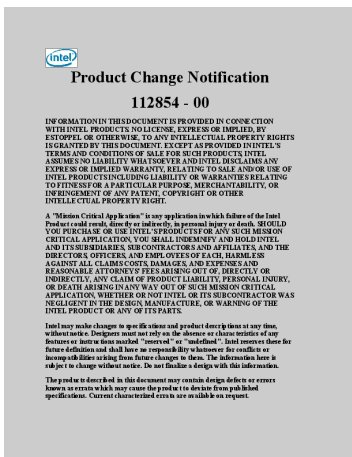 intel
Product Change Notification
112854 - 00
INFORMATION IN THIS DOCUMENT IS PROVIDED IN CONNECTION
WITH INTEL PRODUCTS. NO LICENSE, EXPRESS OR IMPLIED, BY
ESTOPPEL OR OTHERWISE, TO ANY INTELLECTUAL PROPERTY RIGHTS
IS GRANTED BY THIS DOCUMENT. EXCEPT AS PROVIDED IN INTEL'S
TERMS AND CONDITIONS OF SALE FOR SUCH PRODUCTS, INTEL
ASSUMES NO LIABILITY WHATSOEVER AND INTEL DISCLAIMS ANY
EXPRESS OR IMPLIED WARRANTY, RELATING TO SALE AND/OR USE OF
INTEL PRODUCTS INCLUDING LIABILITY OR WARRANTIES RELATING
TO FITNESS FOR A PARTICULAR PURPOSE, MERCHANTABILITY, OR
INFRINGEMENT OF ANY PATENT, COPYRIGHT OR OTHER
INTELLECTUAL PROPERTY RIGHT.
A "Mission Critical Application" is any application in which failure of the Intel
Product could result, directly or indirectly, in personal injury or death. SHOULD
YOU PURCHASE OR USE INTEL'S PRODUCTS FOR ANY SUCH MISSION
CRITICAL APPLICATION, YOU SHALL INDEMNIFY AND HOLD INTEL
AND ITS SUBSIDIARIES, SUBCONTRACTORS AND AFFILIATES, AND THE
DIRECTORS, OFFICERS, AND EMPLOYEES OF EACH, HARMLESS
AGAINST ALL CLAIMS COSTS, DAMAGES, AND EXPENSES AND
REASONABLE ATTORNEYS' FEES ARISING OUT OF, DIRECTLY OR
INDIRECTLY, ANY CLAIM OF PRODUCT LIABILITY, PERSONAL INJURY,
OR DEATH ARISING IN ANY WAY OUT OF SUCH MISSION CRITICAL
APPLICATION, WHETHER OR NOT INTEL OR ITS SUBCONTRACTOR WAS
NEGLIGENT IN THE DESIGN, MANUFACTURE, OR WARNING OF THE
INTEL PRODUCT OR ANY OF ITS PARTS.
Intel may make changes to specifications and product descriptions at any time,
without notice. Designers must not rely on the absence or characteristics of any
features or instructions marked "reserved" or "undefined". Intel reserves these for
future definition and shall have no responsibility whatsoever for conflicts or
incompatibilities arising from future changes to them. The information here is
subject to change without notice. Do not finalize a design with this information.
The products described in this document may contain design defects or errors
known as errata which may cause the product to deviate from published
specifications. Current characterized errata are available on request.